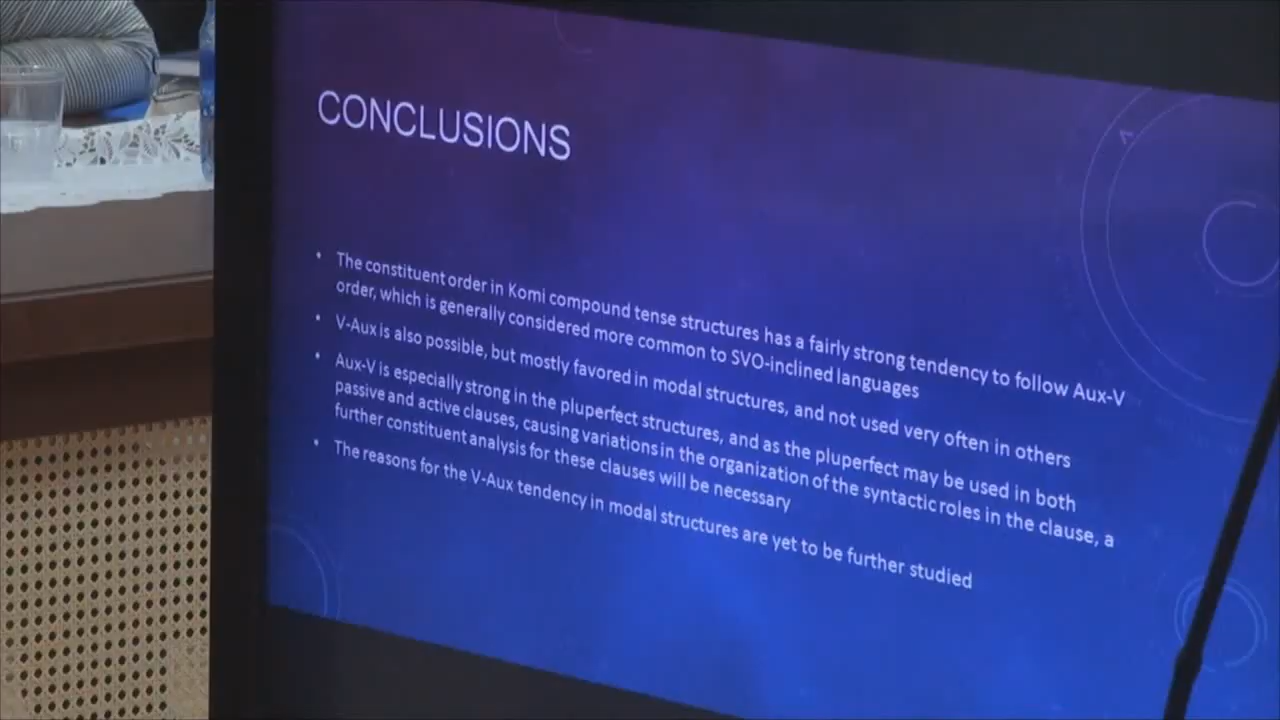 CONCLUSIONS
• The constituent order in Komi compound tense structures has a fairly strong tendency to follow Aux-V
order, which is generally considered more common to SVO-inclined languages
• V-Aux is also possible, but mostly favored in modal structures, and not used very often in others
• Aux-V is especially strong in the pluperfect structures, and as the pluperfect may be used in both
passive and active clauses, causing variations in the organization of the syntactic roles in the clause, a
further constituent analysis for these clauses will be necessary
• The reasons for the V-Aux tendency in modal structures are yet to be further studied